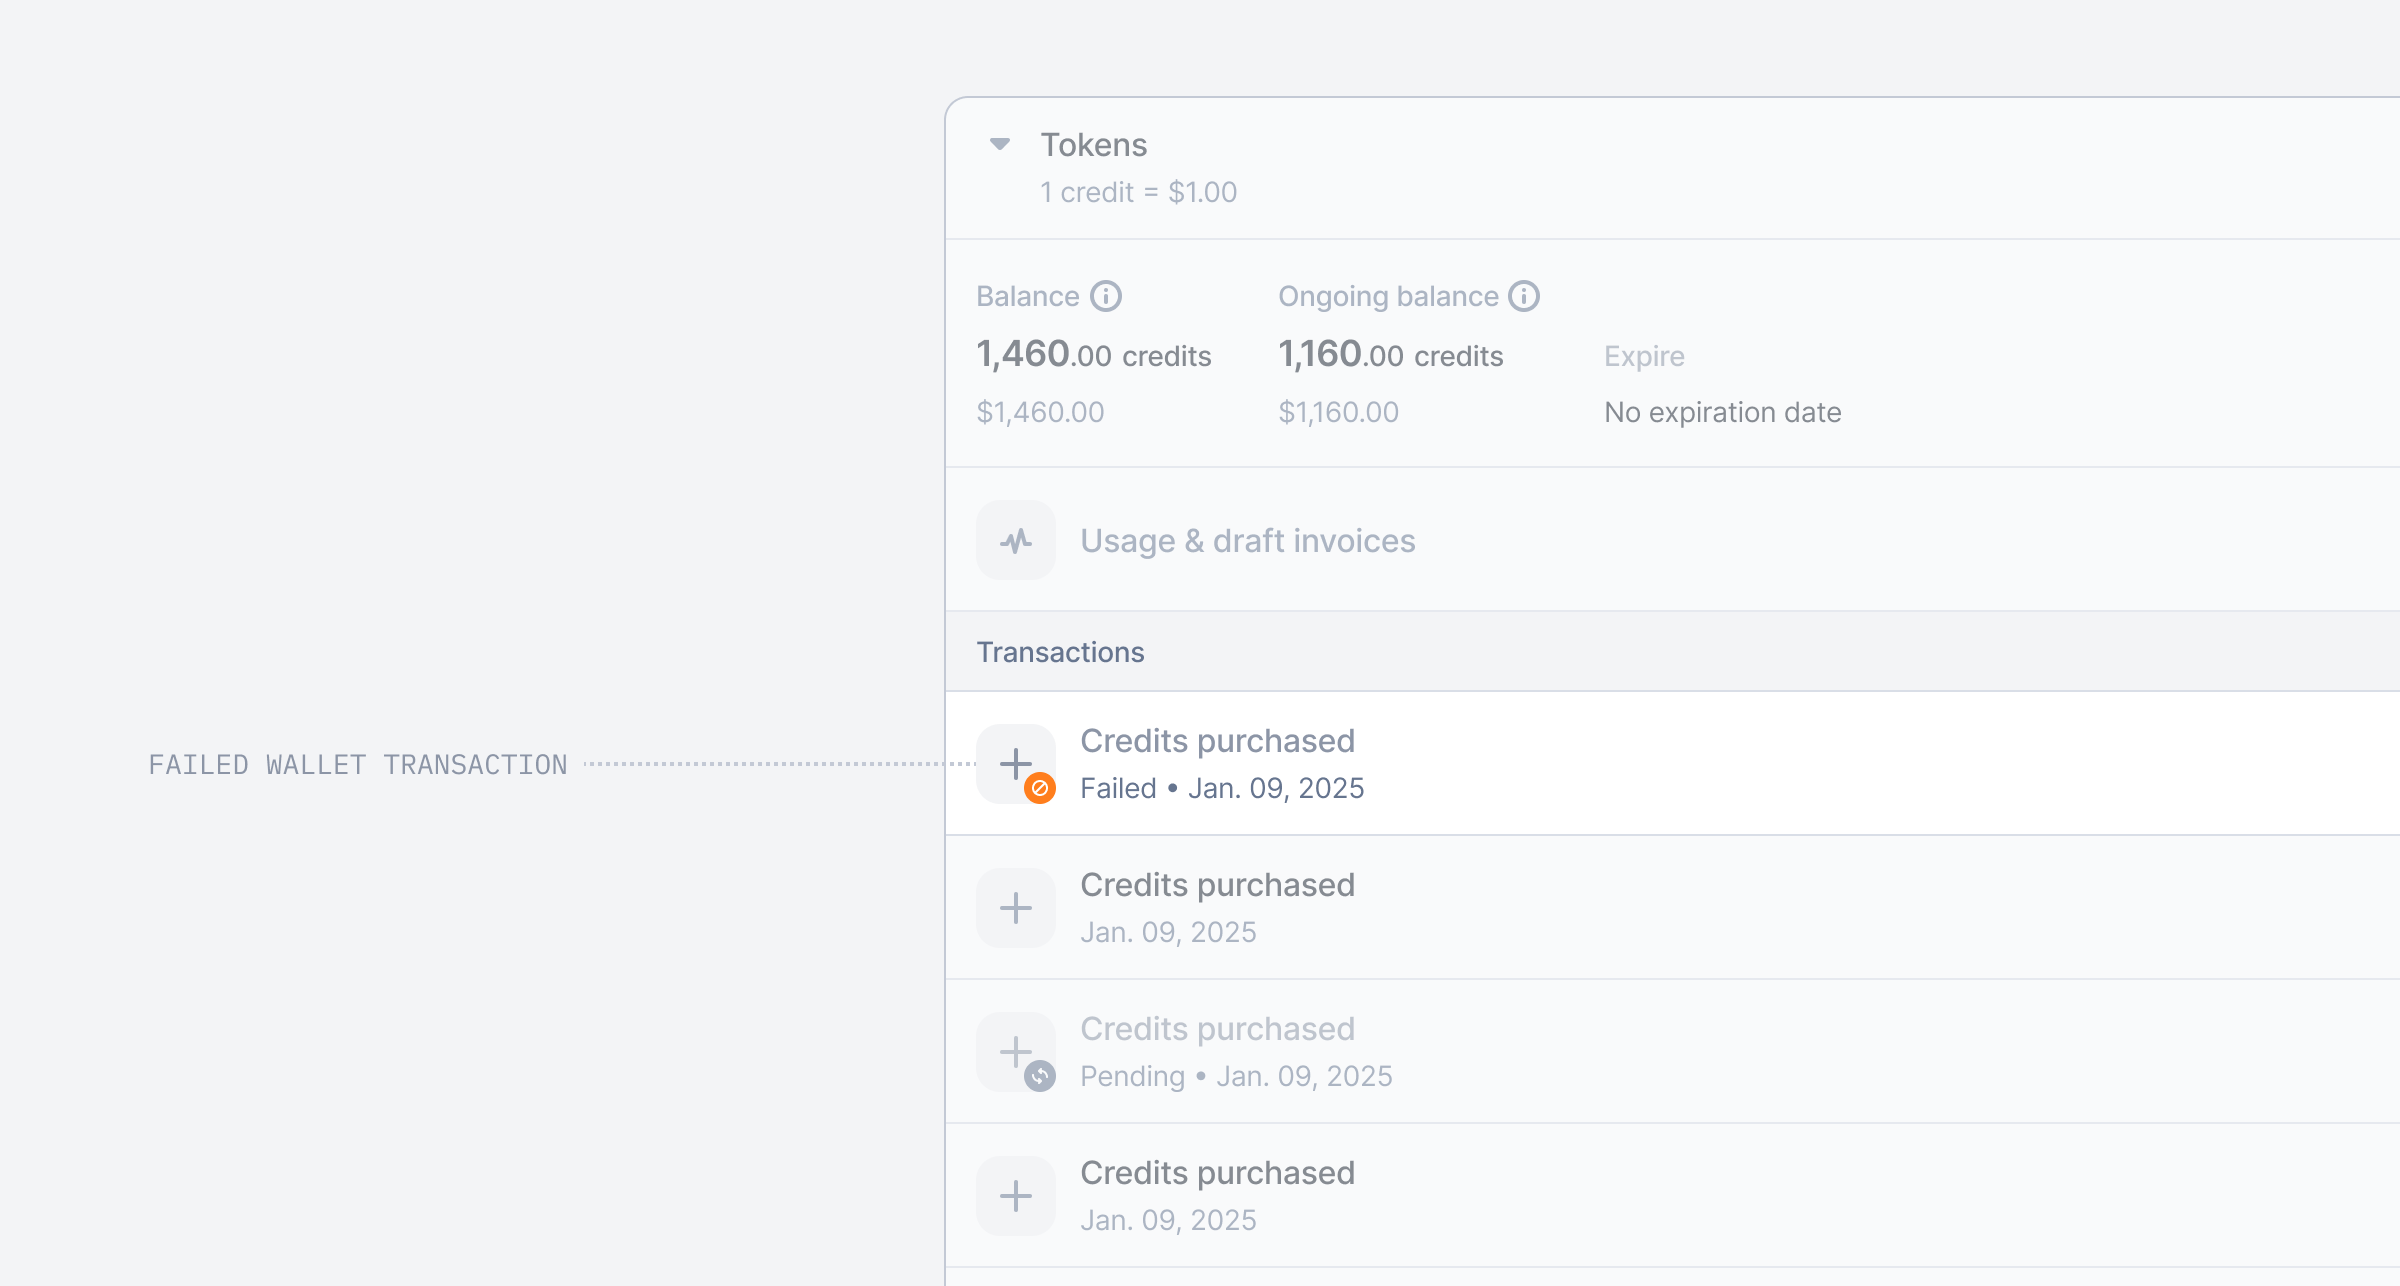 Tokens
1 credit = $1.00
Balance
Ongoing balance
1,460.00 credits
1,160.00 credits
Expire
$1,460.00
$1,160.00
No expiration date
Usage & draft invoices
Transactions
FAILED WALLET TRANSACTION
Credits purchased
Failed • Jan. 09, 2025
Credits purchased
Jan. 09, 2025
Credits purchased
Pending • Jan. 09, 2025
Credits purchased
Jan. 09, 2025